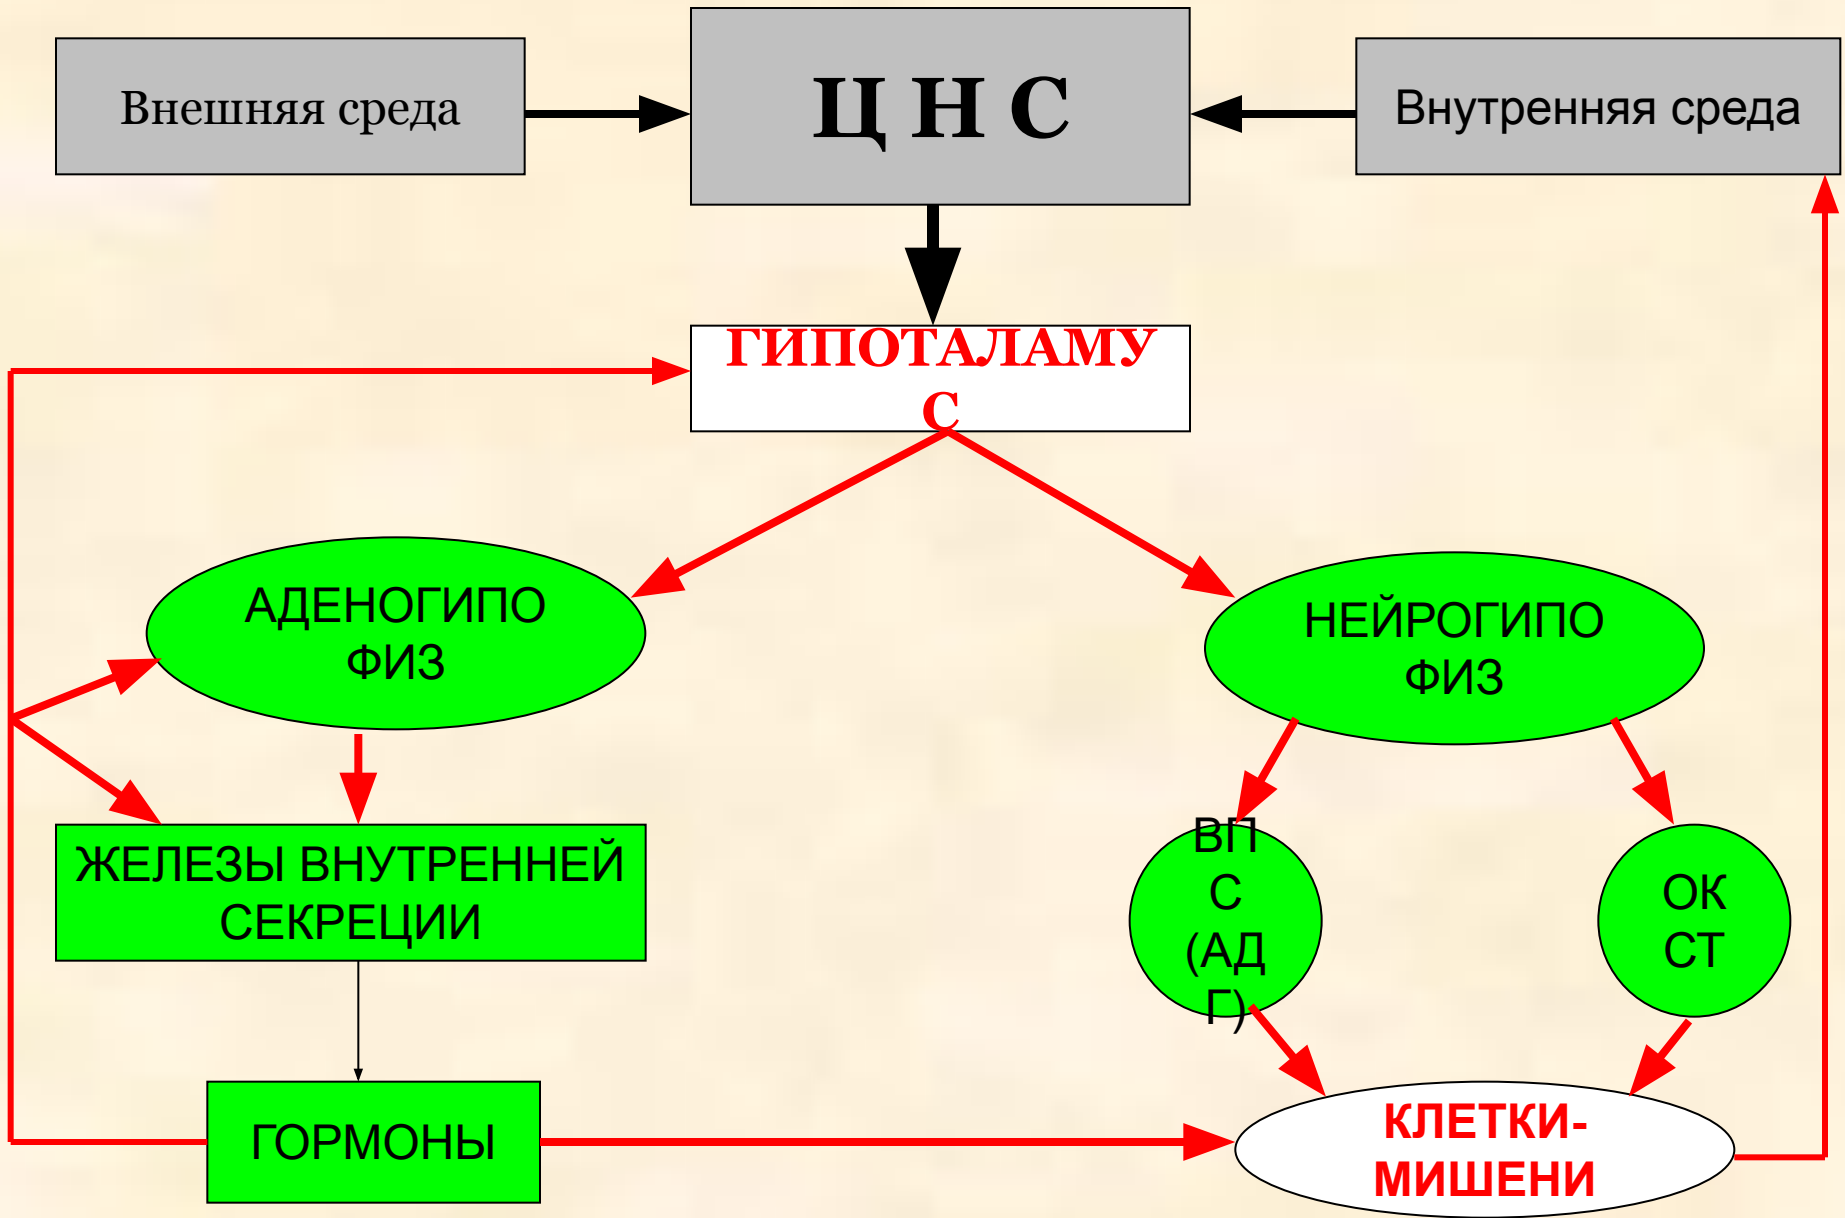 Внешняя среда
Ц Н С
Внутренняя среда
ГИПОТАЛАМУ
С
АДЕНОГИПО
ФИЗ
НЕЙРОГИПО
ФИЗ
ЖЕЛЕЗЫ ВНУТРЕННЕЙ
СЕКРЕЦИИ
ВП
С
(АД
Г)
ОК
СТ
ГОРМОНЫ
КЛЕТКИ-
МИШЕНИ